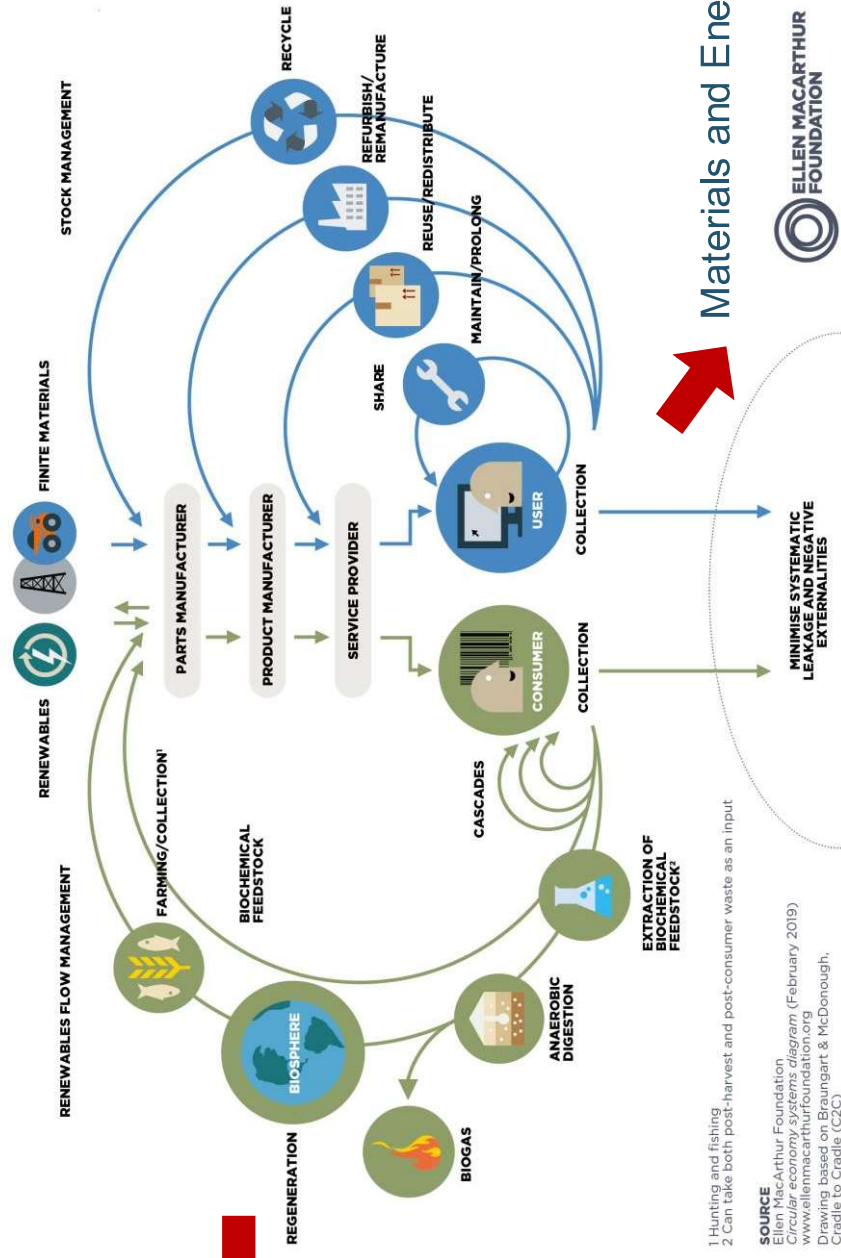 RENEWABLES
FINITE MATERIALS
RENEWABLES FLOW MANAGEMENT
STOCK MANAGEMENT
PARTS MANUFACTURER
PRODUCT MANUFACTURER
SERVICE PROVIDER
FARMING/COLLECTION¹
BIOCHEMICAL
FEEDSTOCK
REGENERATION
BIOSPHERE
BIOGAS
ANAEROBIC
DIGESTION
EXTRACTION OF
BIOCHEMICAL
FEEDSTOCK²
CASCADES
CONSUMER
COLLECTION
USER
COLLECTION
SHARE
MAINTAIN/PROLONG
REUSE/REDISTRIBUTE
REFURBISH/
REMANUFACTURE
RECYCLE
MINIMISE SYSTEMATIC
LEAKAGE AND NEGATIVE
EXTERNALITIES
1 Hunting and fishing
2 Can take both post-harvest and post-consumer waste as an input
SOURCE
Ellen MacArthur Foundation
Circular economy systems diagram (February 2019)
www.ellenmacarthurfoundation.org
Drawing based on Braungart & McDonough,
Cradle to Cradle (C2C)
Materials and Ene
ELLEN MACARTHUR
FOUNDATION